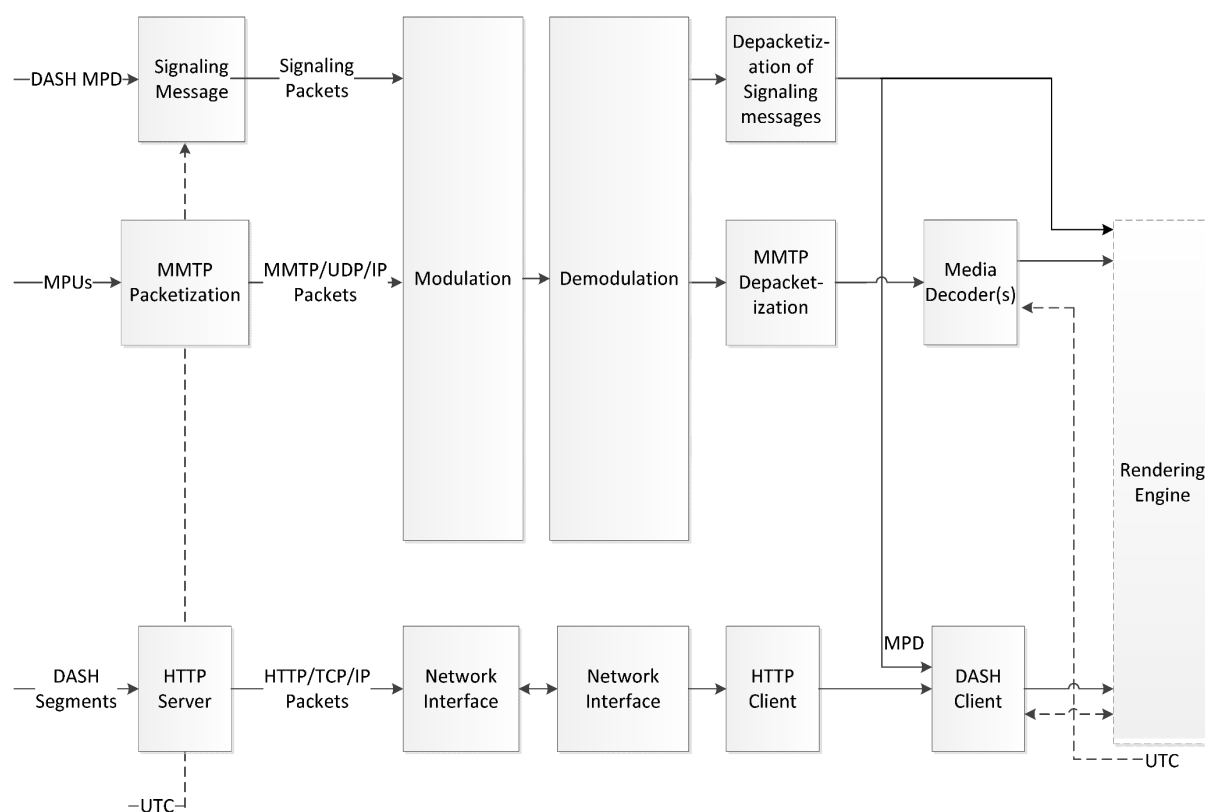 DASH MPD
Signaling
Message
Signaling
Packets
Depacketiz-
ation of
Signaling
messages
MPUs
MMTP
Packetization
MMTP/UDP/IP
Packets
Modulation
Demodulation
MMTP
Depacket-
ization
Media
Decoder(s)
Rendering
Engine
DASH
Segments
HTTP
Server
HTTP/TCP/IP
Packets
Network
Interface
Network
Interface
HTTP
Client
MPD
DASH
Client
UTC
UTC